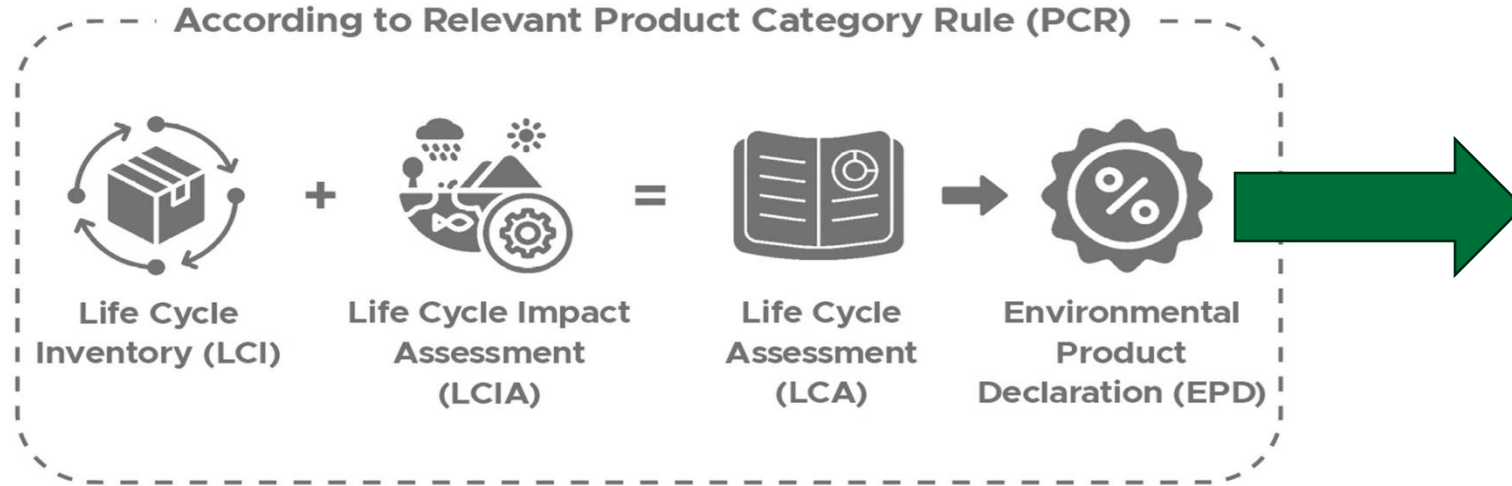 According to Relevant Product Category Rule (PCR)
+
=
%
Life Cycle
Inventory (LCI)
Life Cycle Impact
Assessment
(LCIA)
Life Cycle
Assessment
(LCA)
Environmental
Product
Declaration (EPD)